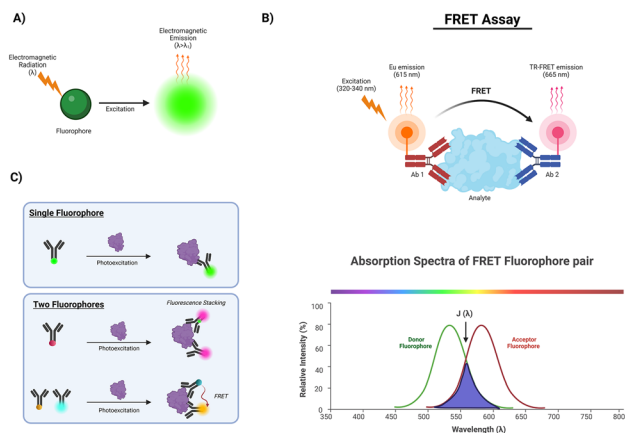 A)
Electromagnetic
Emission
(λ>λ₁)
Electromagnetic
Radiation
(λ)
Fluorophore
Excitation
B)
FRET Assay
Excitation
(320-340 nm)
Eu emission
(615 nm)
FRET
TR-FRET emission
(665 nm)
Ab 1
Ab 2
Analyte
C)
Single Fluorophore
Photoexcitation
Two Fluorophores
Fluorescence Stacking
Photoexcitation
FRET
Photoexcitation
Absorption Spectra of FRET Fluorophore pair
Relative Intensity (%)
100
80
60
40
20
0
J (λ)
Donor
Fluorophore
Acceptor
Fluorophore
350
400
450
500
550
600
650
700
750
800
Wavelength (λ)